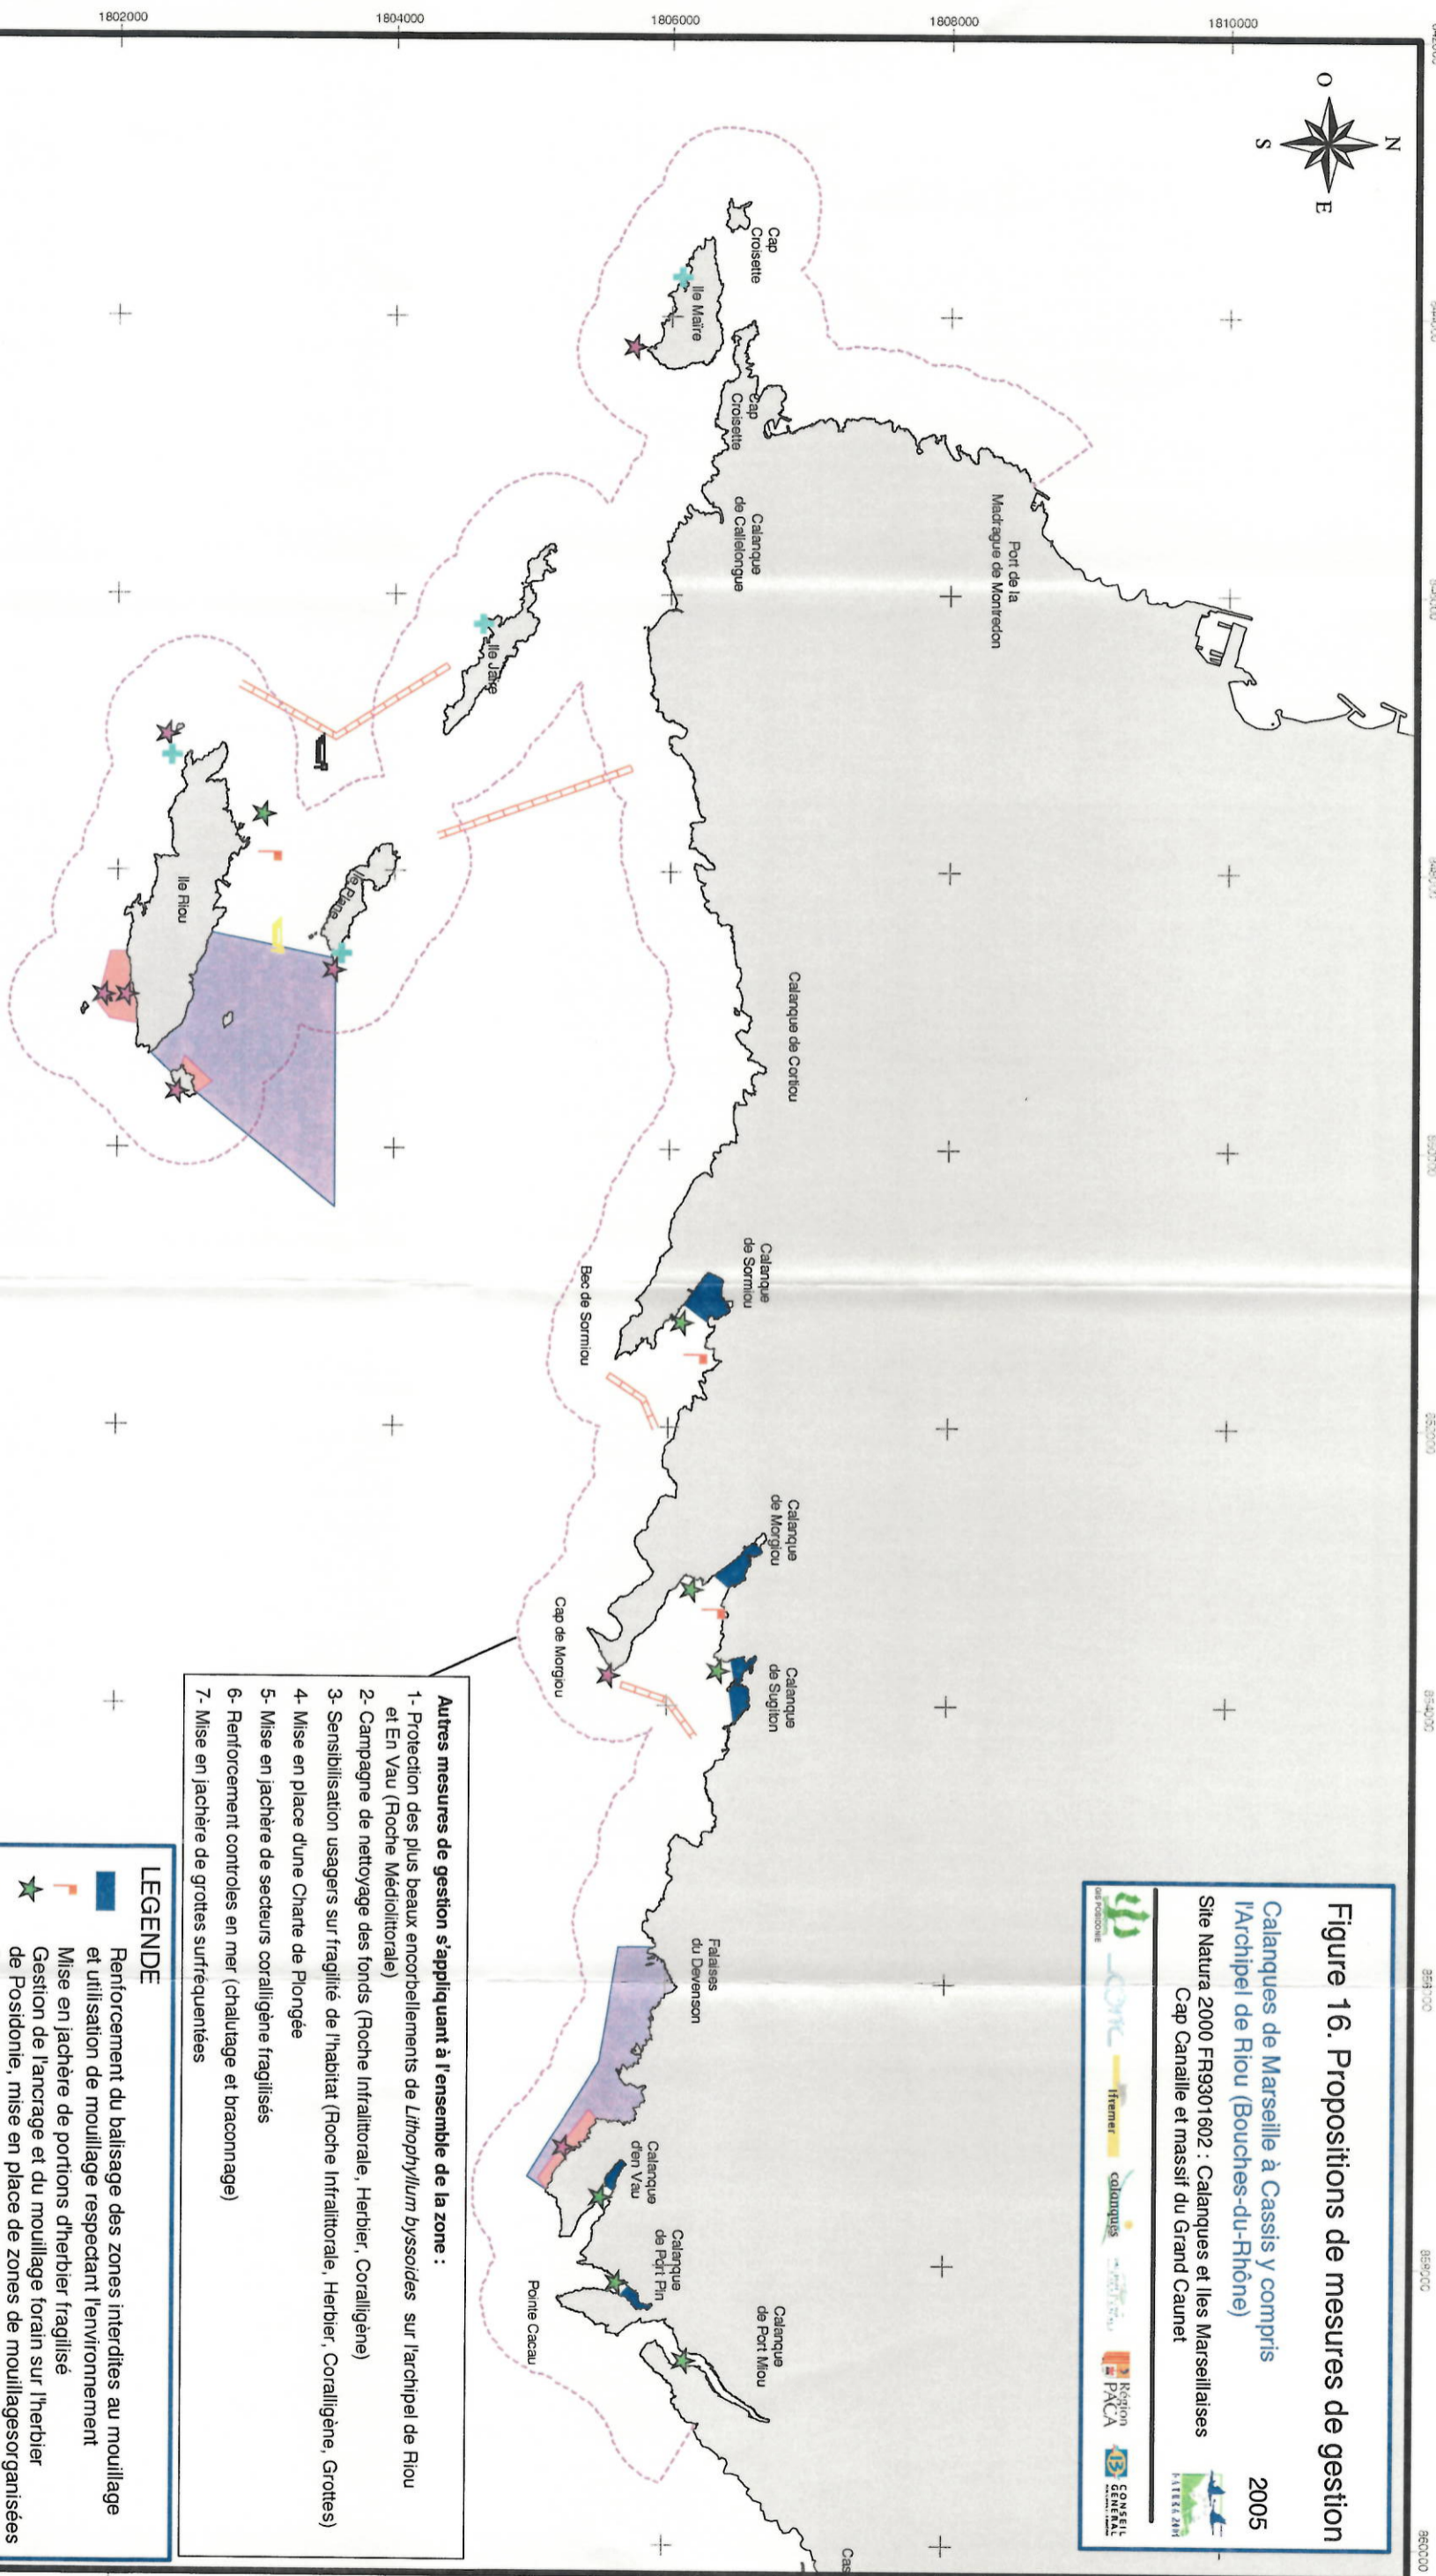 Figure 16. Propositions de mesures de gestion
Calanques de Marseille à Cassis y compris
l'Archipel de Riou (Bouches-du-Rhône)
2005
Site Natura 2000 FR9301602 : Calanques et Iles Marseillaises
Cap Canaille et massif du Grand Caunet
GIS POSIDONIE
Ifremer
calanques
Région
PACA
13
CONSEIL
GENERAL
N
O
E
S
1810000
1808000
1806000
1804000
1802000
852000
854000
858000
860000
Port de la
Madrague de Montredon
Cap
Croisette
Ile Maïre
Cap
Croisette
Calanque
de Callelongue
Ile Jaïre
Ile Plane
Ile Riou
Calanque de Cortiou
Calanque
de Sormiou
Bec de Sormiou
Calanque
de Morgiou
Cap de Morgiou
Calanque
de Sugiton
Falaises
du Devenson
Calanque
d'en Vau
Calanque
de Port Pin
Pointe Cacau
Calanque
de Port Miou
Cas
Autres mesures de gestion s'appliquant à l'ensemble de la zone :
1- Protection des plus beaux encorbellements de Lithophyllum byssoides sur l'archipel de Riou
et En Vau (Roche Médiolittorale)
2- Campagne de nettoyage des fonds (Roche Infralittorale, Herbier, Coralligène)
3- Sensibilisation usagers sur fragilité de l'habitat (Roche Infralittorale, Herbier, Coralligène, Grottes)
4- Mise en place d'une Charte de Plongée
5- Mise en jachère de secteurs coralligène fragilisés
6- Renforcement controles en mer (chalutage et braconnage)
7- Mise en jachère de grottes surfréquentées
LEGENDE
Renforcement du balisage des zones interdites au mouillage
et utilisation de mouillage respectant l'environnement
Mise en jachère de portions d'herbier fragilisé
Gestion de l'ancrage et du mouillage forain sur l'herbier
de Posidonie, mise en place de zones de mouillagesorganisées